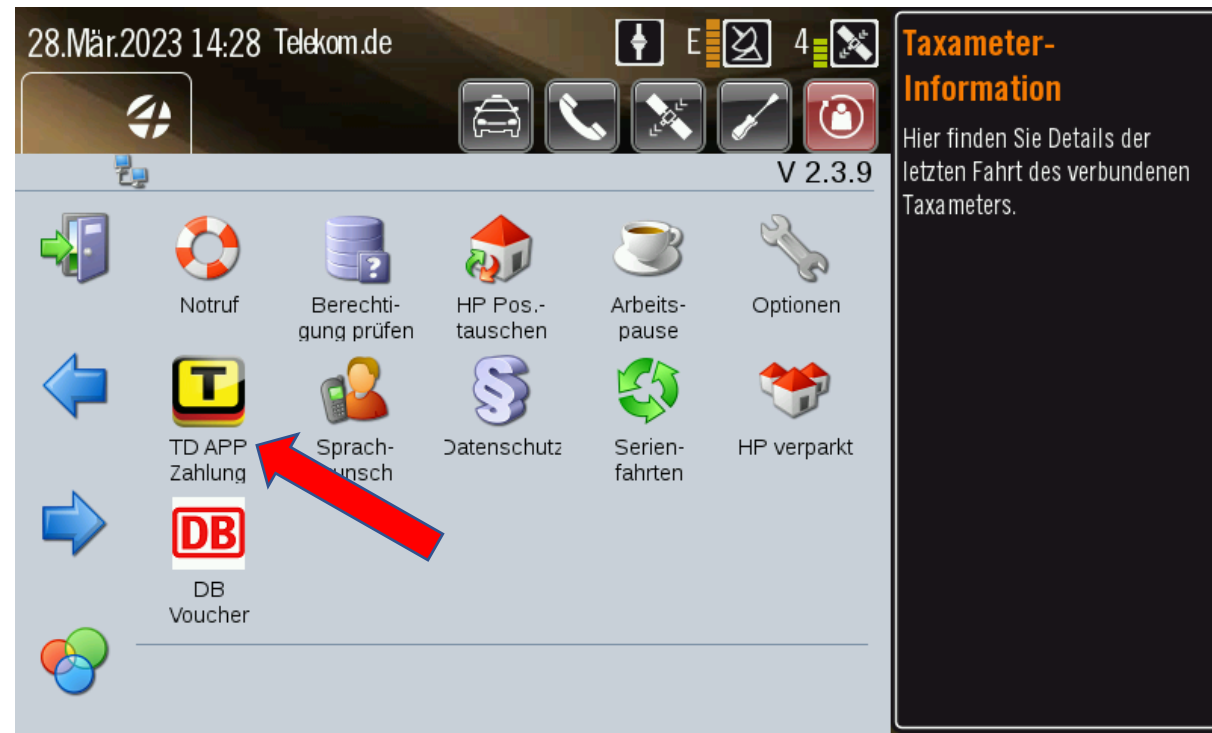 28.Mär.2023 14:28 Telekom.de
E
4
V 2.3.9
Notruf
Berechti-
gung prüfen
HP Pos.-
tauschen
Arbeits-
pause
Optionen
T
TD APP
Zahlung
Sprach-
unsch
Datenschutz
Serien-
fahrten
HP verparkt
DB
DB
Voucher
Taxameter-
Information
Hier finden Sie Details der
letzten Fahrt des verbundenen
Taxameters.